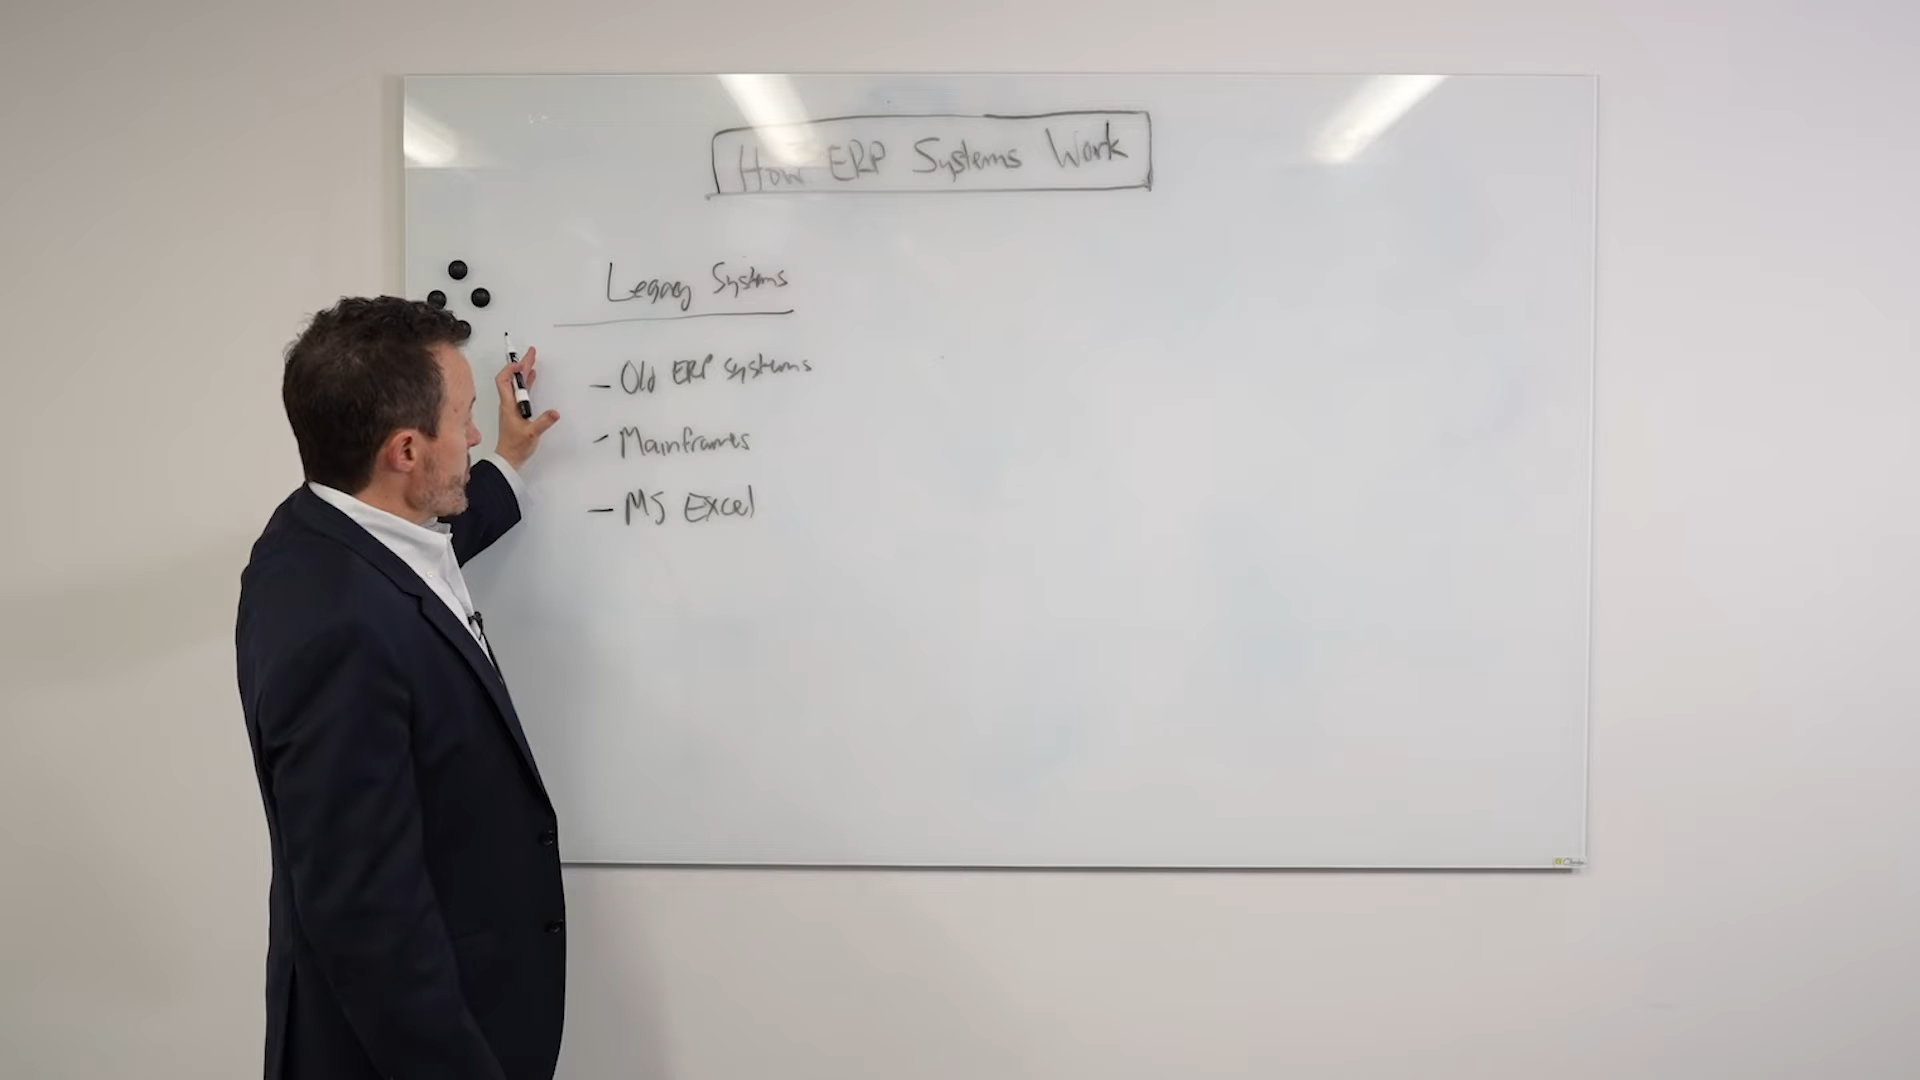 How ERP Systems Work
Legacy Systems
- Old ERP systems
- Mainframes
- MS Excel